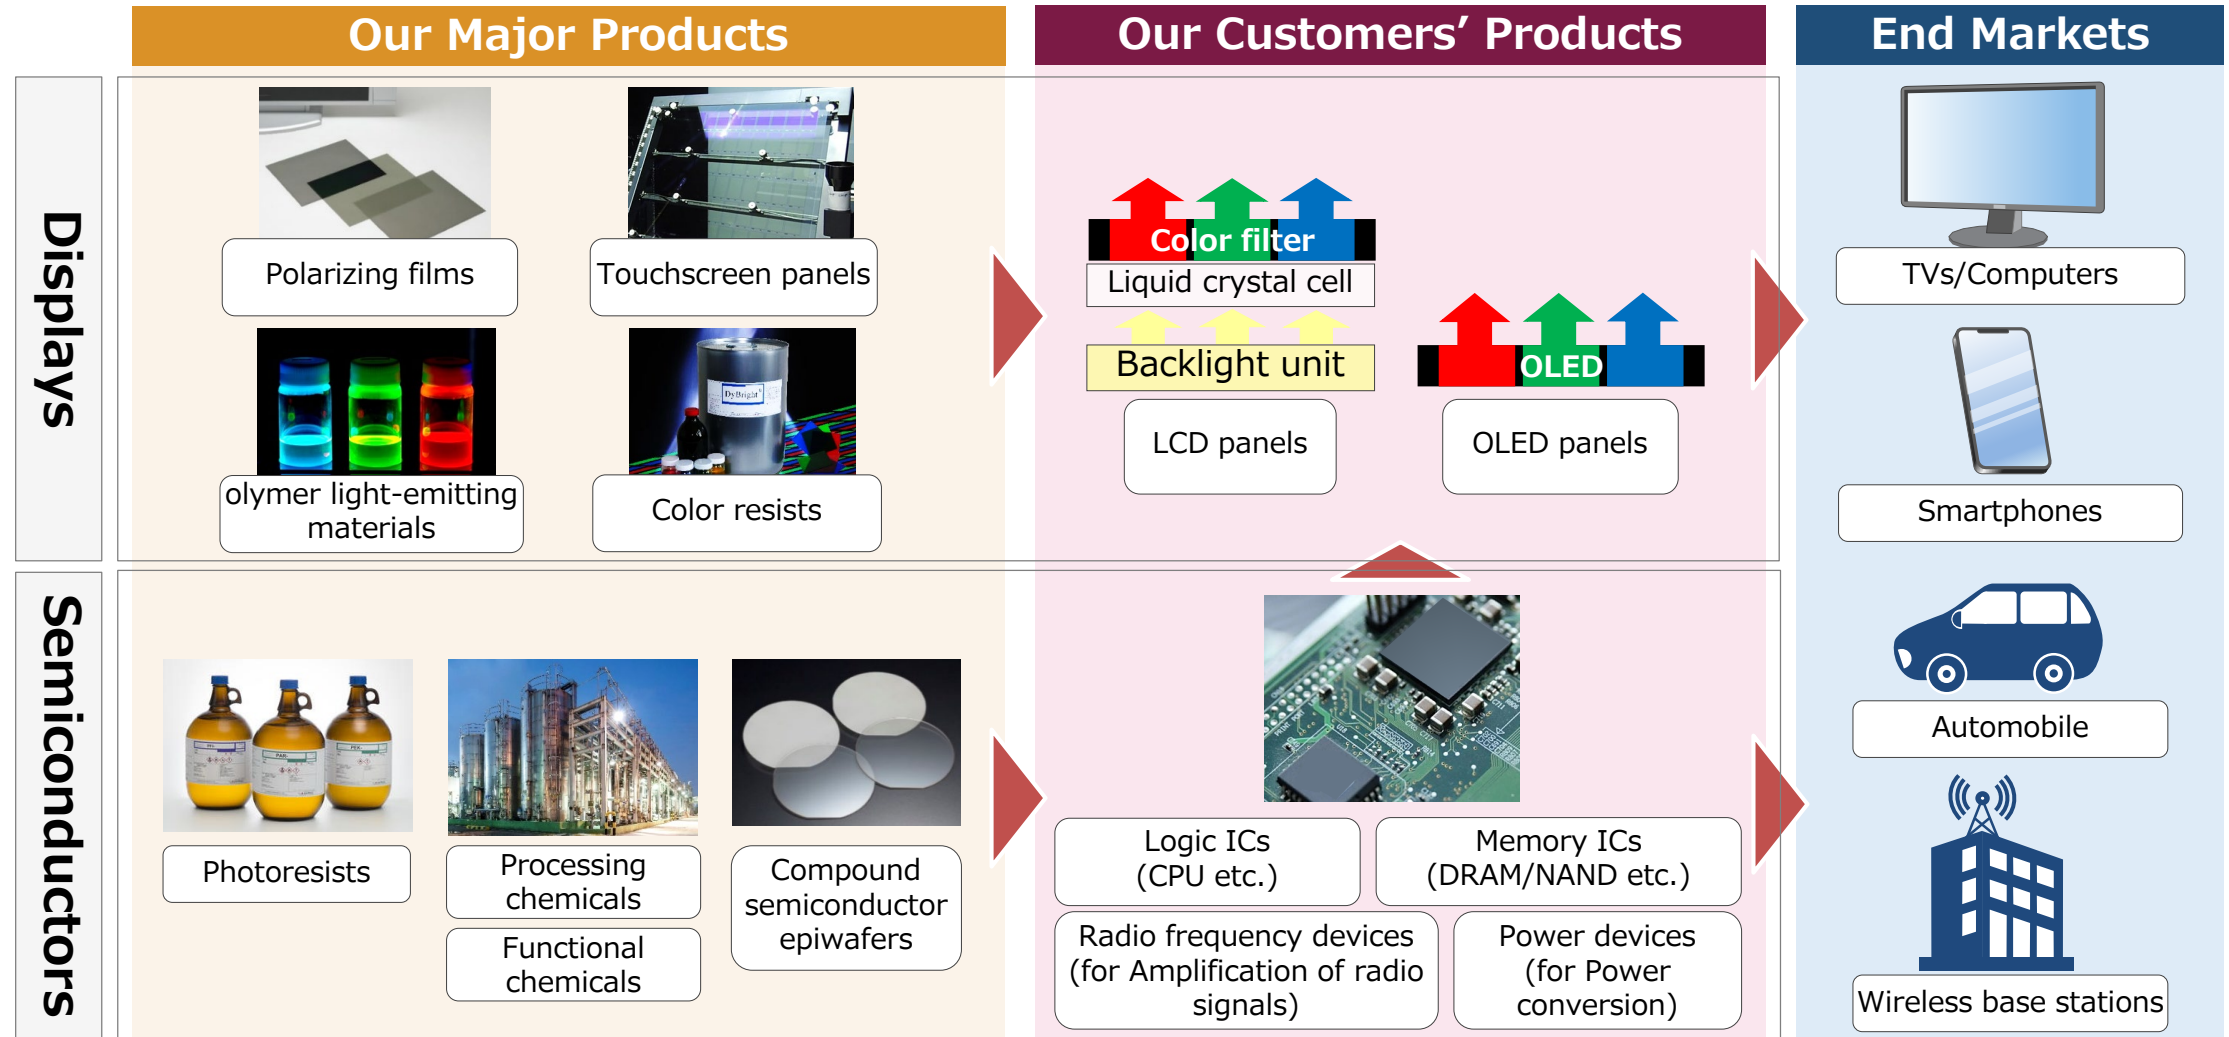 Our Major Products
Our Customers’ Products
End Markets
Displays
Polarizing films
Touchscreen panels
DyBright
olymer light-emitting
materials
Color resists
Color filter
Liquid crystal cell
Backlight unit
LCD panels
OLED
OLED panels
TVs/Computers
Smartphones
Semiconductors
Photoresists
Processing
chemicals
Functional
chemicals
Compound
semiconductor
epiwafers
Logic ICs
(CPU etc.)
Memory ICs
(DRAM/NAND etc.)
Radio frequency devices
(for Amplification of radio
signals)
Power devices
(for Power
conversion)
Automobile
Wireless base stations